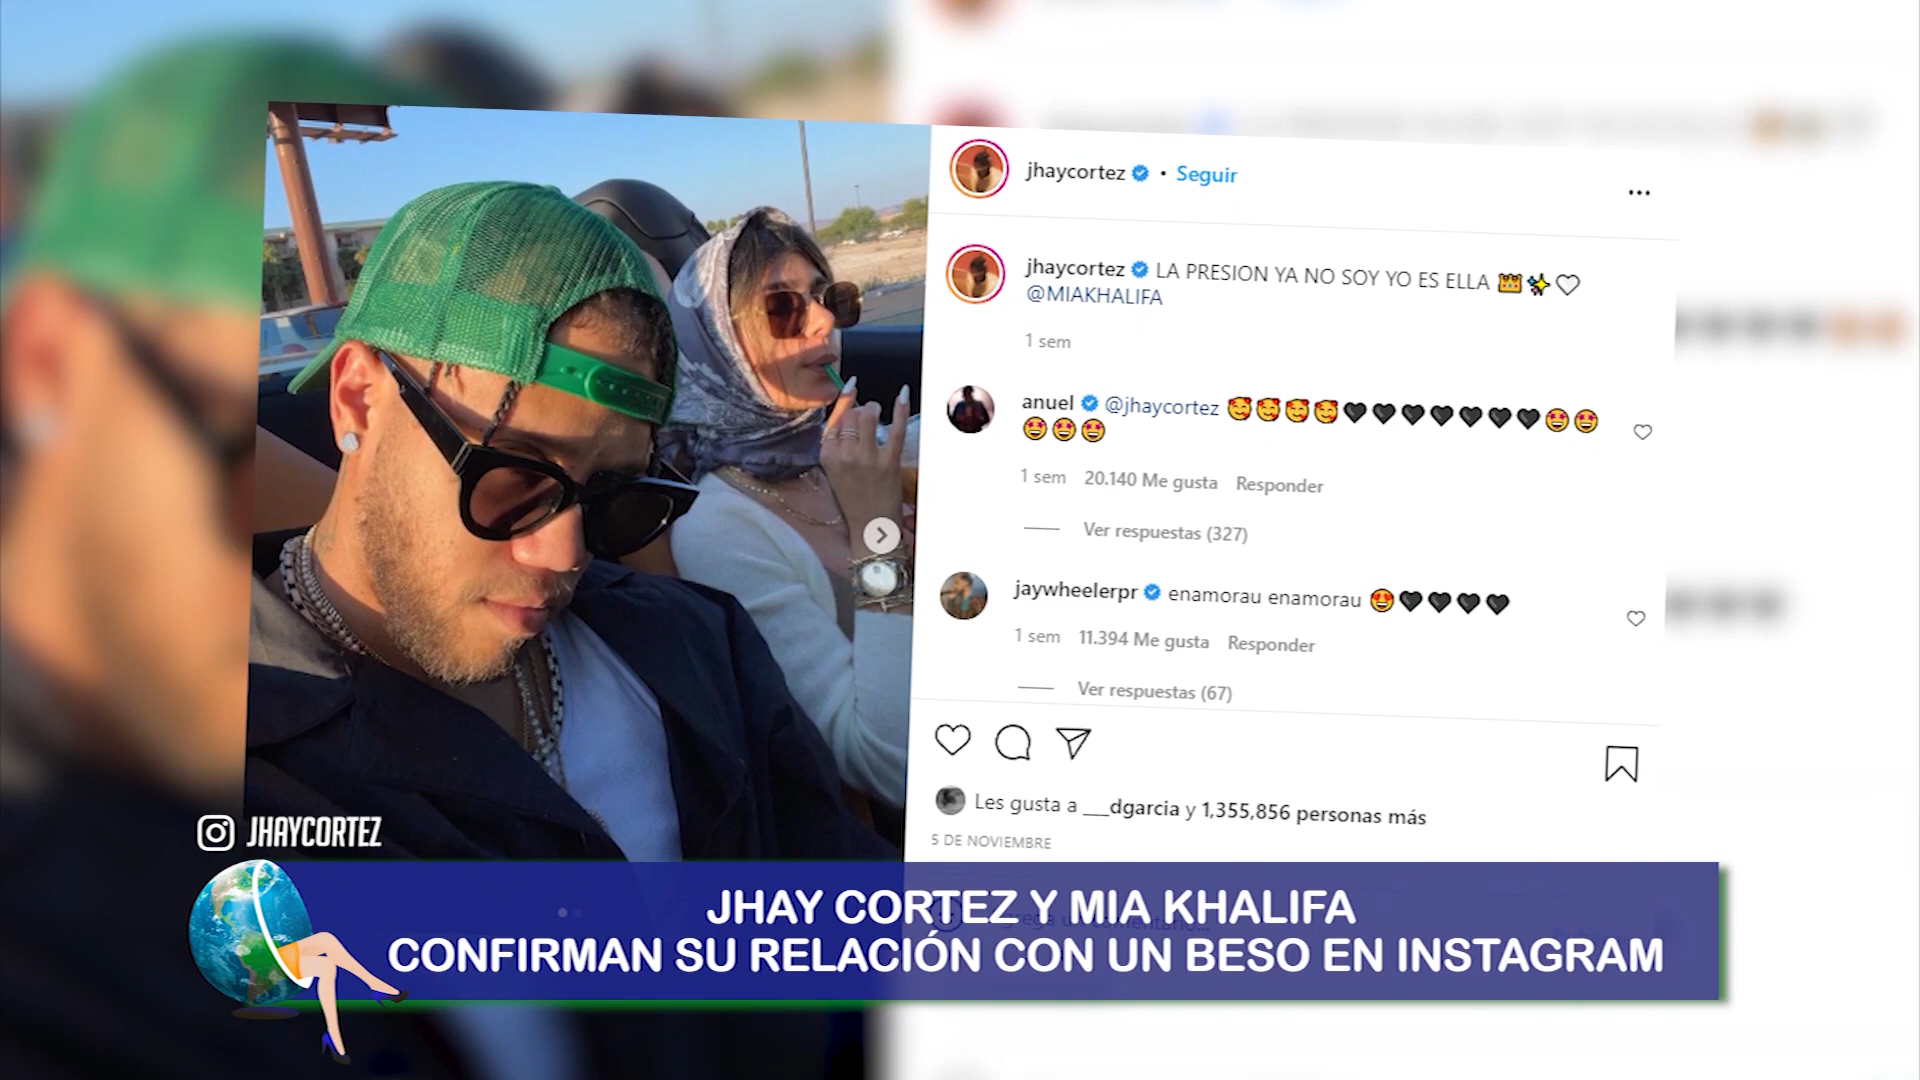 jhaycortez • Seguir
jhaycortez LA PRESION YA NO SOY YO ES ELLA 👑✨🤍
@MIAKHALIFA
1 sem
anuel @jhaycortez 🥰🥰🥰🥰🖤🖤🖤🖤🖤🖤🖤🤩🤩
🤩🤩🤩
1 sem 20.140 Me gusta Responder
Ver respuestas (327)
jaywheelerpr enamorau enamorau 😍🖤🖤🖤🖤
1 sem 11.394 Me gusta Responder
Ver respuestas (67)
Les gusta a ___dgarcia y 1,355,856 personas más
5 DE NOVIEMBRE
JHAYCORTEZ
JHAY CORTEZ Y MIA KHALIFA
CONFIRMAN SU RELACIÓN CON UN BESO EN INSTAGRAM